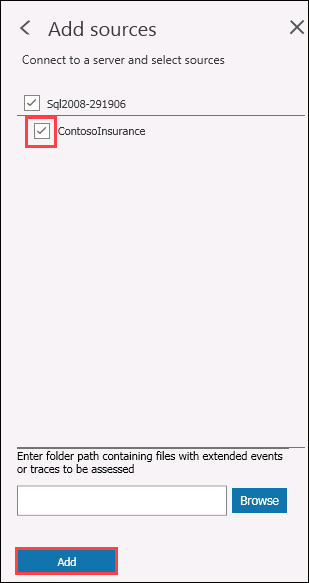 Add sources
Connect to a server and select sources
Sql2008-291906
ContosoInsurance
Enter folder path containing files with extended events
or traces to be assessed
Browse
Add